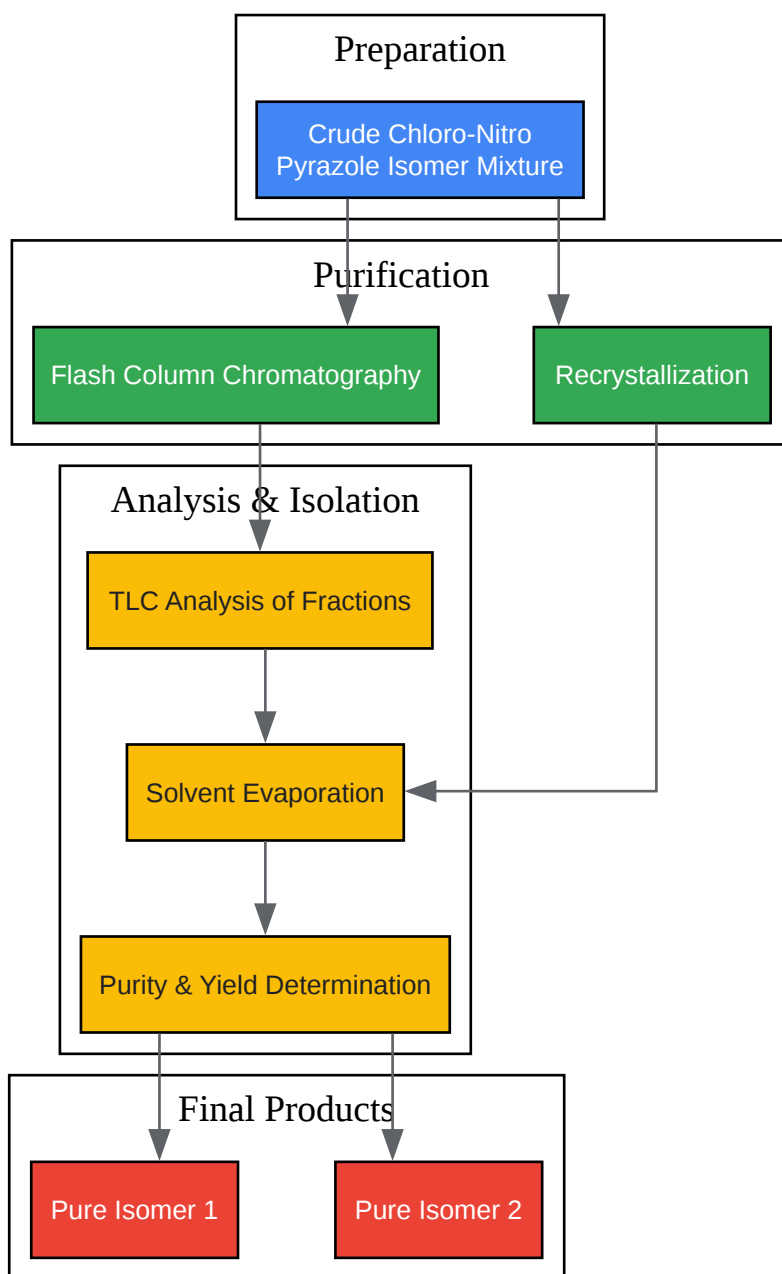 Preparation
Crude Chloro-Nitro
Pyrazole Isomer Mixture
Purification
Flash Column Chromatography
Recrystallization
Analysis & Isolation
TLC Analysis of Fractions
Solvent Evaporation
Purity & Yield Determination
Final Products
Pure Isomer 1
Pure Isomer 2